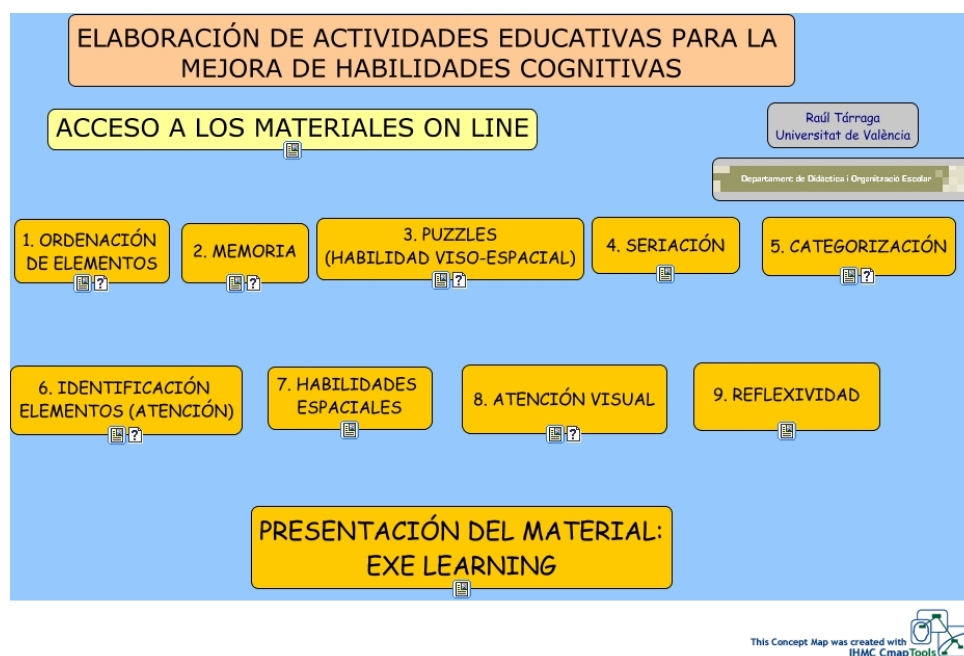 ELABORACIÓN DE ACTIVIDADES EDUCATIVAS PARA LA
MEJORA DE HABILIDADES COGNITIVAS
ACCESO A LOS MATERIALES ON LINE
Raúl Tárraga
Universitat de València
Departament de Didàctica i Organització Escolar
1. ORDENACIÓN
DE ELEMENTOS
2. MEMORIA
3. PUZZLES
(HABILIDAD VISO-ESPACIAL)
4. SERIACIÓN
5. CATEGORIZACIÓN
6. IDENTIFICACIÓN
ELEMENTOS (ATENCIÓN)
7. HABILIDADES
ESPACIALES
8. ATENCIÓN VISUAL
9. REFLEXIVIDAD
PRESENTACIÓN DEL MATERIAL:
EXE LEARNING
This Concept Map was created with
IHMC CmapTools